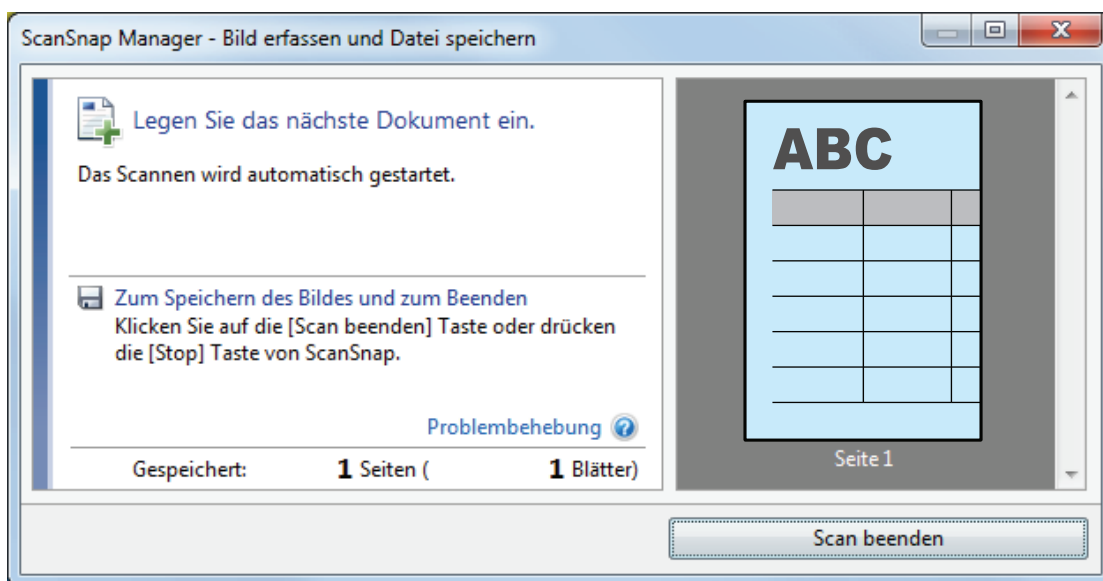 ScanSnap Manager - Bild erfassen und Datei speichern
Legen Sie das nächste Dokument ein.
Das Scannen wird automatisch gestartet.
Zum Speichern des Bildes und zum Beenden
Klicken Sie auf die [Scan beenden] Taste oder drücken
die [Stop] Taste von ScanSnap.
Problembehebung
Gespeichert: 1 Seiten ( 1 Blätter)
ABC
Seite 1
Scan beenden